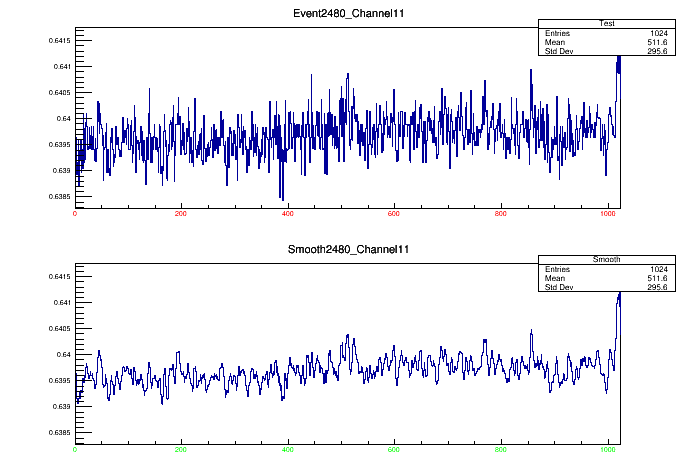 Event2480_Channel11
Test
Entries 1024
Mean 511.6
Std Dev 295.6
0.6415
0.641
0.6405
0.64
0.6395
0.639
0.6385
0 200 400 600 800 1000
Smooth2480_Channel11
Smooth
Entries 1024
Mean 511.6
Std Dev 295.6
0.6415
0.641
0.6405
0.64
0.6395
0.639
0.6385
0 200 400 600 800 1000